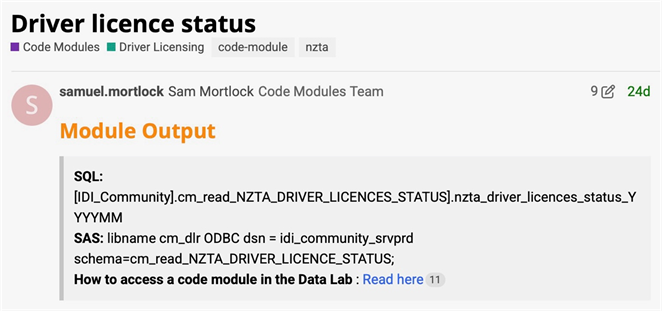 Driver licence status
Code Modules Driver Licensing code-module nzta
S
samuel.mortlock Sam Mortlock Code Modules Team 9 24d
Module Output
SQL:
[IDI_Community].cm_read_NZTA_DRIVER_LICENCES_STATUS].nzta_driver_licences_status_Y
YYYMM
SAS: libname cm_dlr ODBC dsn = idi_community_srvprd
schema=cm_read_NZTA_DRIVER_LICENCE_STATUS;
How to access a code module in the Data Lab : Read here 11